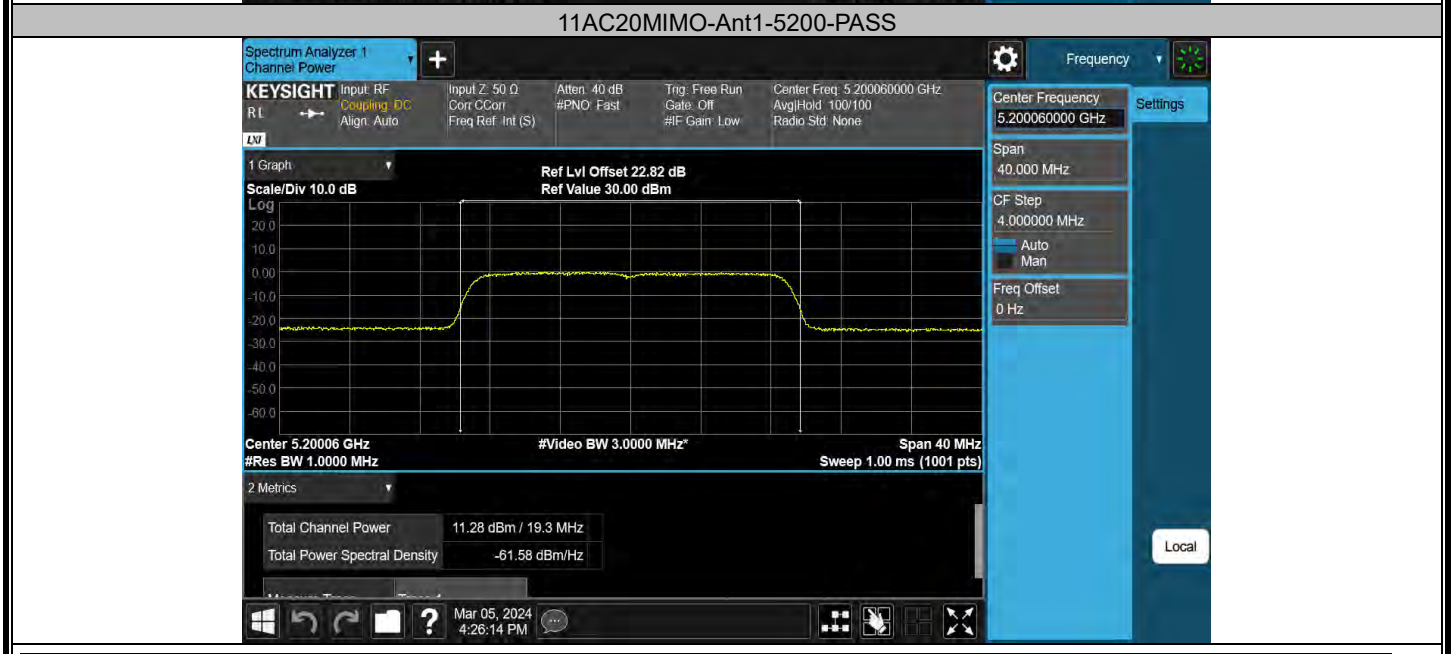 11AC20MIMO-Ant1-5200-PASS
Spectrum Analyzer 1
Channel Power
+
Frequency
KEYSIGHT
RL
LXI
Input: RF
Coupling: DC
Align: Auto
Input Z: 50 Ω
Corr CCorr
Freq Ref: Int (S)
Atten: 40 dB
#PNO: Fast
Trig: Free Run
Gate: Off
#IF Gain: Low
Center Freq: 5.200060000 GHz
Avg|Hold: 100/100
Radio Std: None
Center Frequency
5.200060000 GHz
Settings
Span
40.000 MHz
CF Step
4.000000 MHz
Auto
Man
Freq Offset
0 Hz
1 Graph
Scale/Div 10.0 dB
Ref Lvl Offset 22.82 dB
Ref Value 30.00 dBm
Log
20.0
10.0
0.00
-10.0
-20.0
-30.0
-40.0
-50.0
-60.0
Center 5.20006 GHz
#Res BW 1.0000 MHz
#Video BW 3.0000 MHz*
Span 40 MHz
Sweep 1.00 ms (1001 pts)
2 Metrics
Total Channel Power 11.28 dBm / 19.3 MHz
Total Power Spectral Density -61.58 dBm/Hz
Local
?
Mar 05, 2024
4:26:14 PM